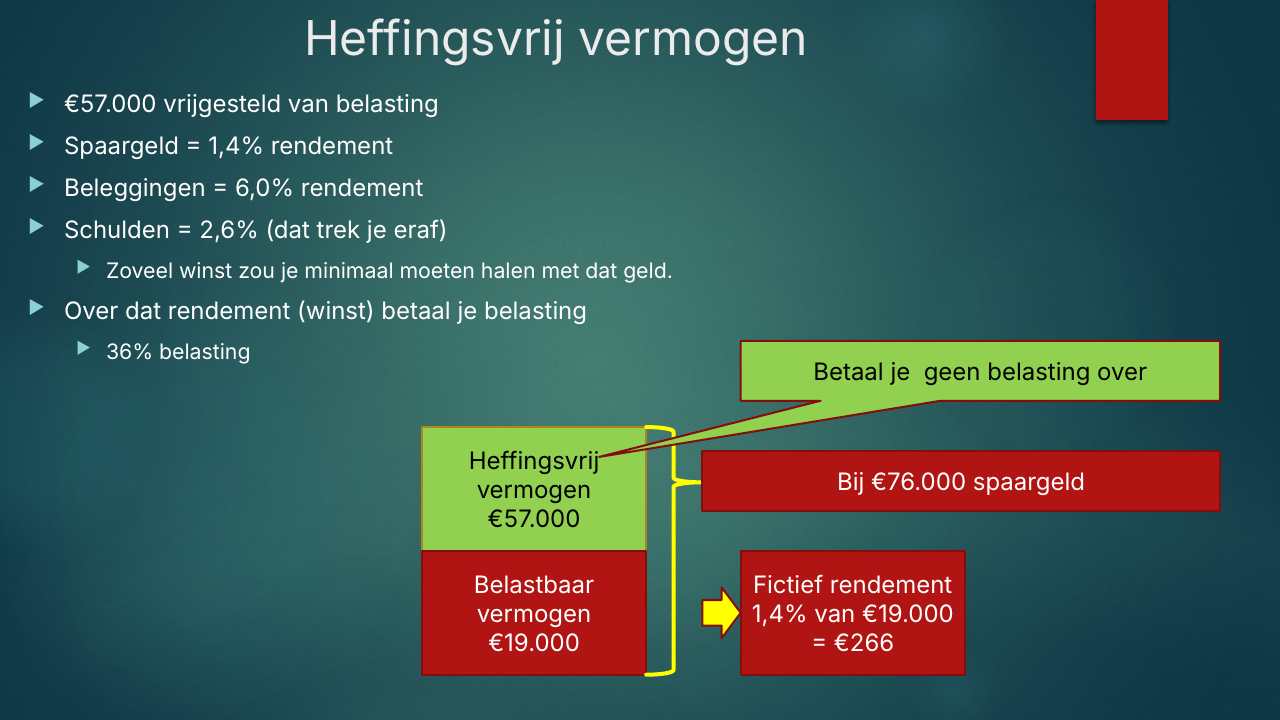 Heffingsvrij vermogen
€57.000 vrijgesteld van belasting
Spaargeld = 1,4% rendement
Beleggingen = 6,0% rendement
Schulden = 2,6% (dat trek je eraf)
Zoveel winst zou je minimaal moeten halen met dat geld.
Over dat rendement (winst) betaal je belasting
36% belasting
Betaal je  geen belasting over
Heffingsvrij
vermogen
€57.000
Bij €76.000 spaargeld
Belastbaar
vermogen
€19.000
Fictief rendement
1,4% van €19.000
= €266